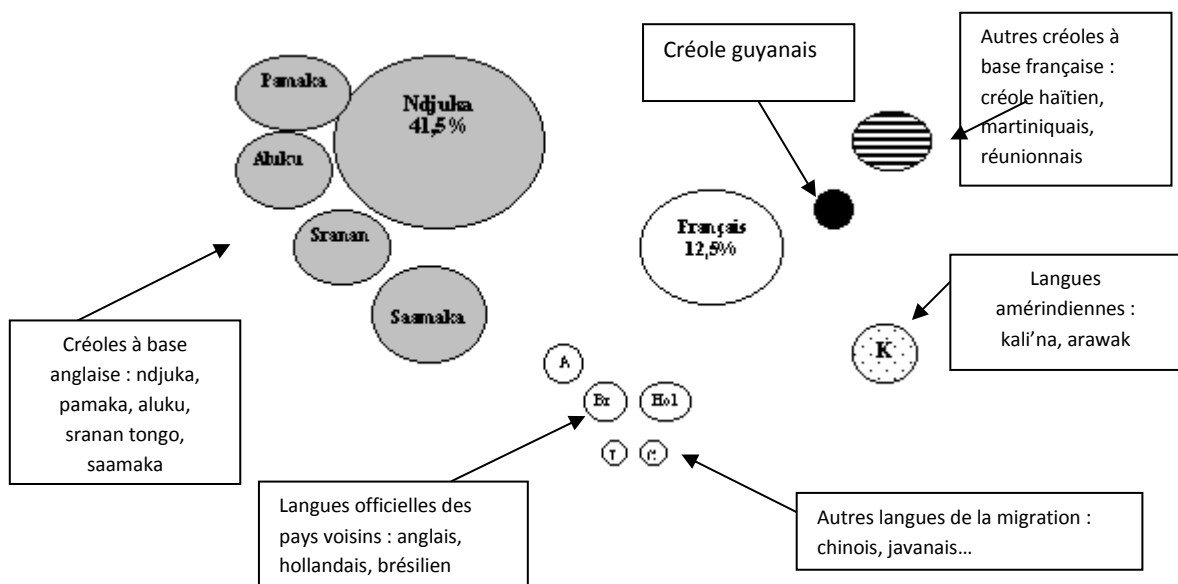 Pamaka
Ndjuka
41,5%
Aluku
Sranan
Saamaka
Créole guyanais
Autres créoles à
base française :
créole haïtien,
martiniquais,
réunionnais
Français
12,5%
Langues
amérindiennes :
kali’na, arawak
K
A
Br
Hol
Créoles à base
anglaise : ndjuka,
pamaka, aluku,
sranan tongo,
saamaka
Langues officielles des
pays voisins : anglais,
hollandais, brésilien
Autres langues de la migration :
chinois, javanais…